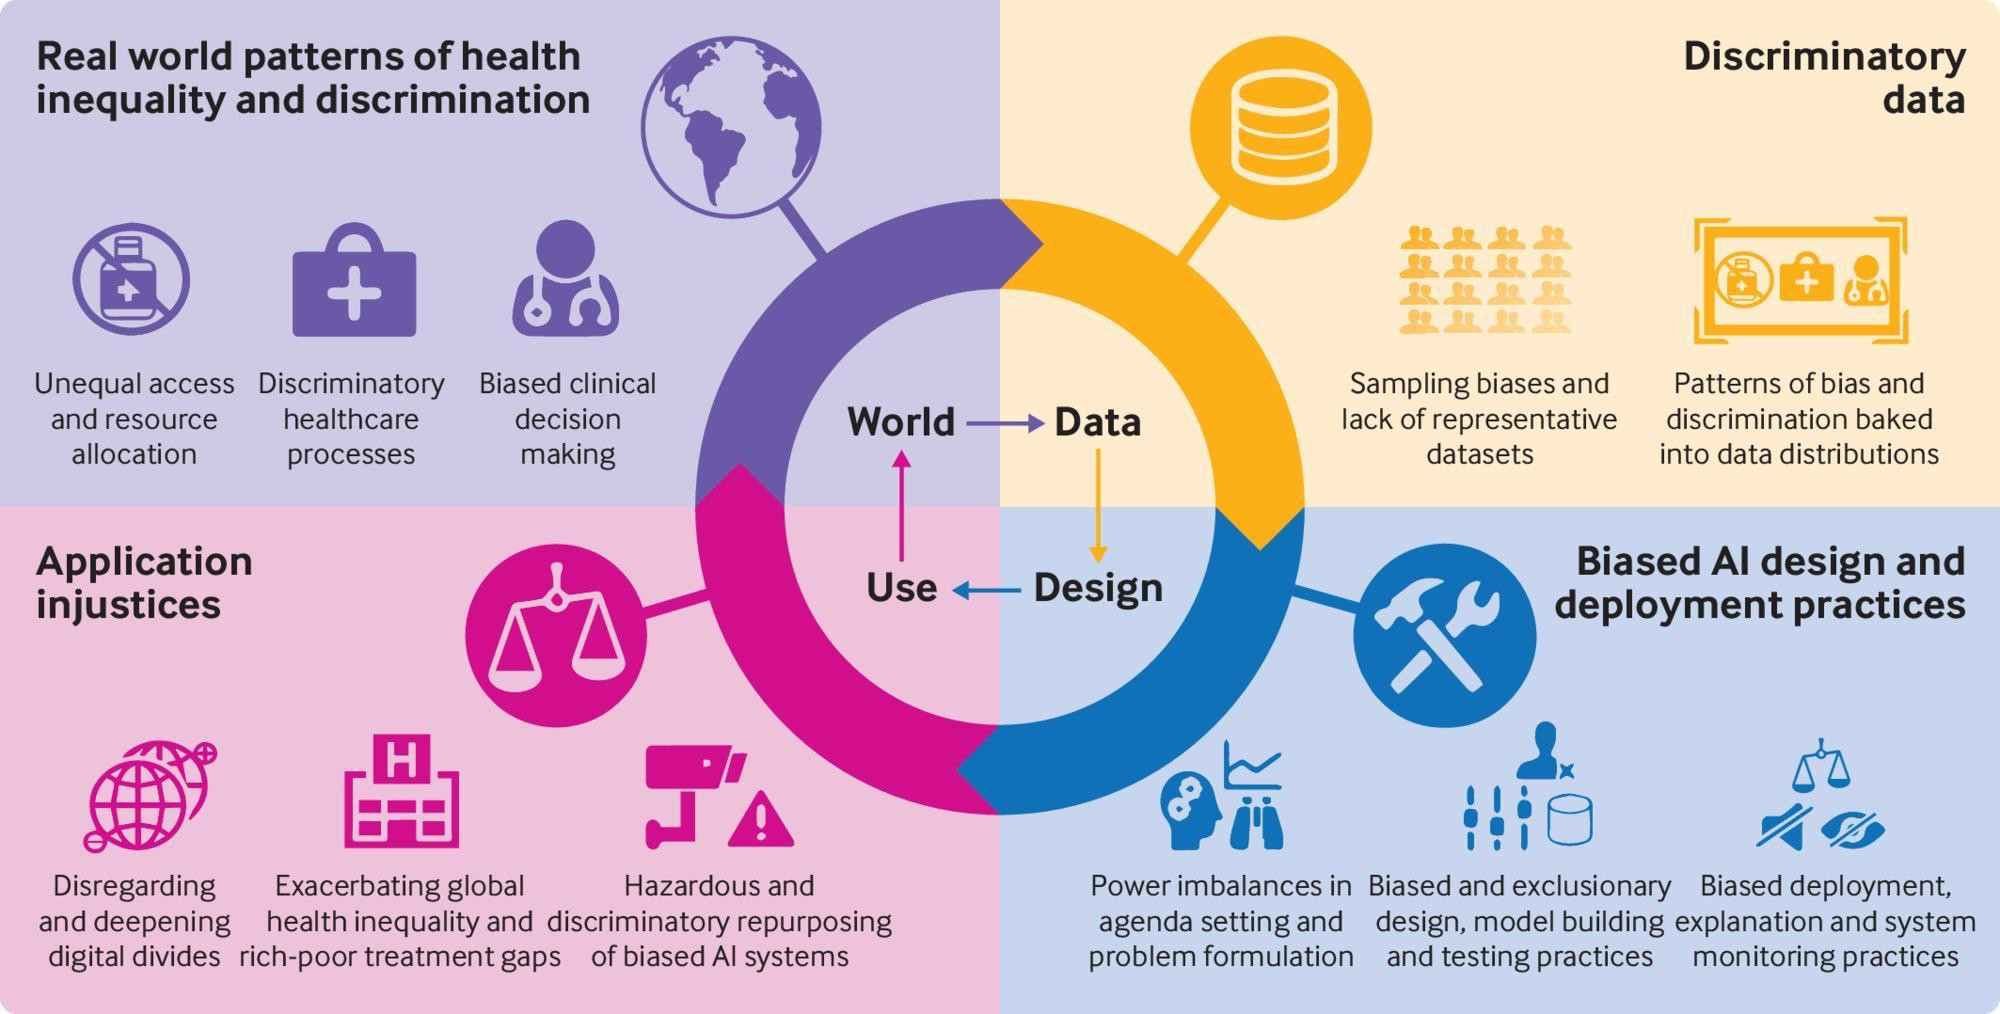 Real world patterns of health
inequality and discrimination
Unequal access
and resource
allocation
Discriminatory
healthcare
processes
Biased clinical
decision
making
Discriminatory
data
Sampling biases and
lack of representative
datasets
Patterns of bias and
discrimination baked
into data distributions
World
Data
Use
Design
Application
injustices
H
Disregarding
and deepening
digital divides
Exacerbating global
health inequality and
rich-poor treatment gaps
Hazardous and
discriminatory repurposing
of biased AI systems
Biased AI design and
deployment practices
Power imbalances in
agenda setting and
problem formulation
Biased and exclusionary
design, model building
and testing practices
Biased deployment,
explanation and system
monitoring practices